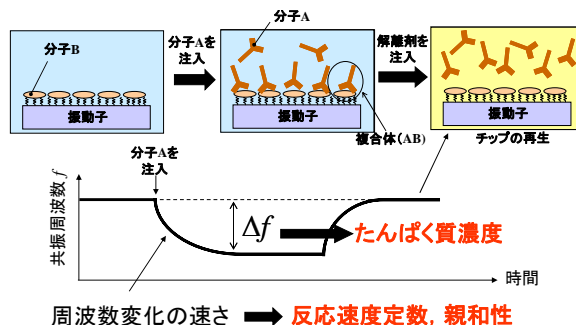 分子B
振動子
分子Aを
注入
分子A
振動子
複合体(AB)
解離剤を
注入
振動子
チップの再生
分子Aを
注入
共振周波数 f
Δf
たんぱく質濃度
時間
周波数変化の速さ
反応速度定数，親和性